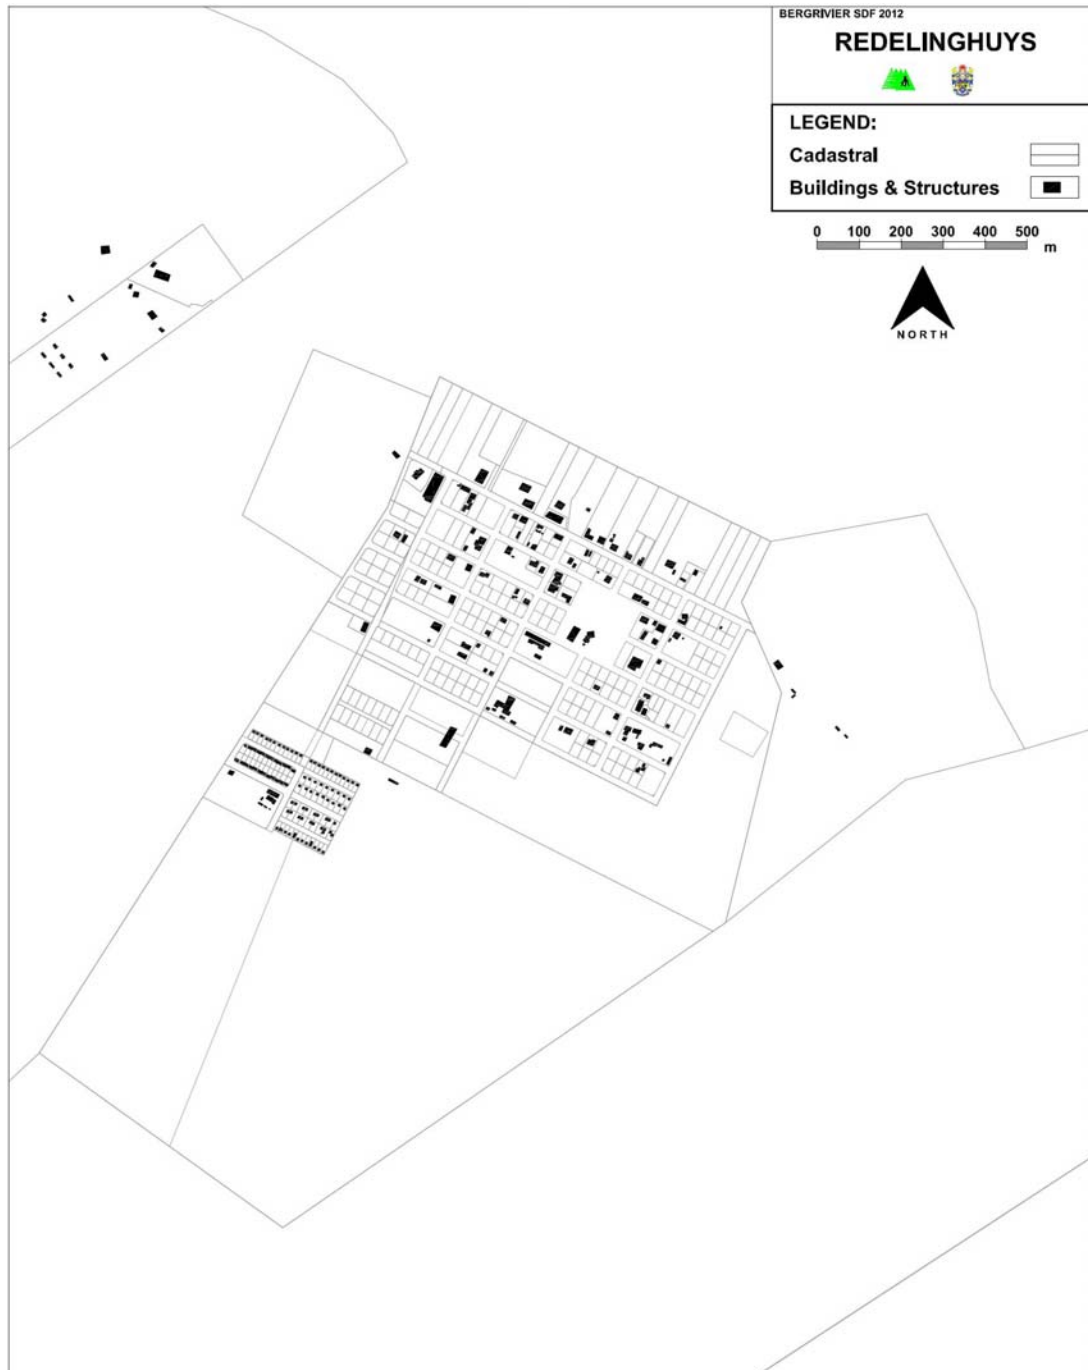 BERGRIVIER SDF 2012
REDELINGHUYS
LEGEND:
Cadastral
Buildings & Structures
0 100 200 300 400 500
m
NORTH